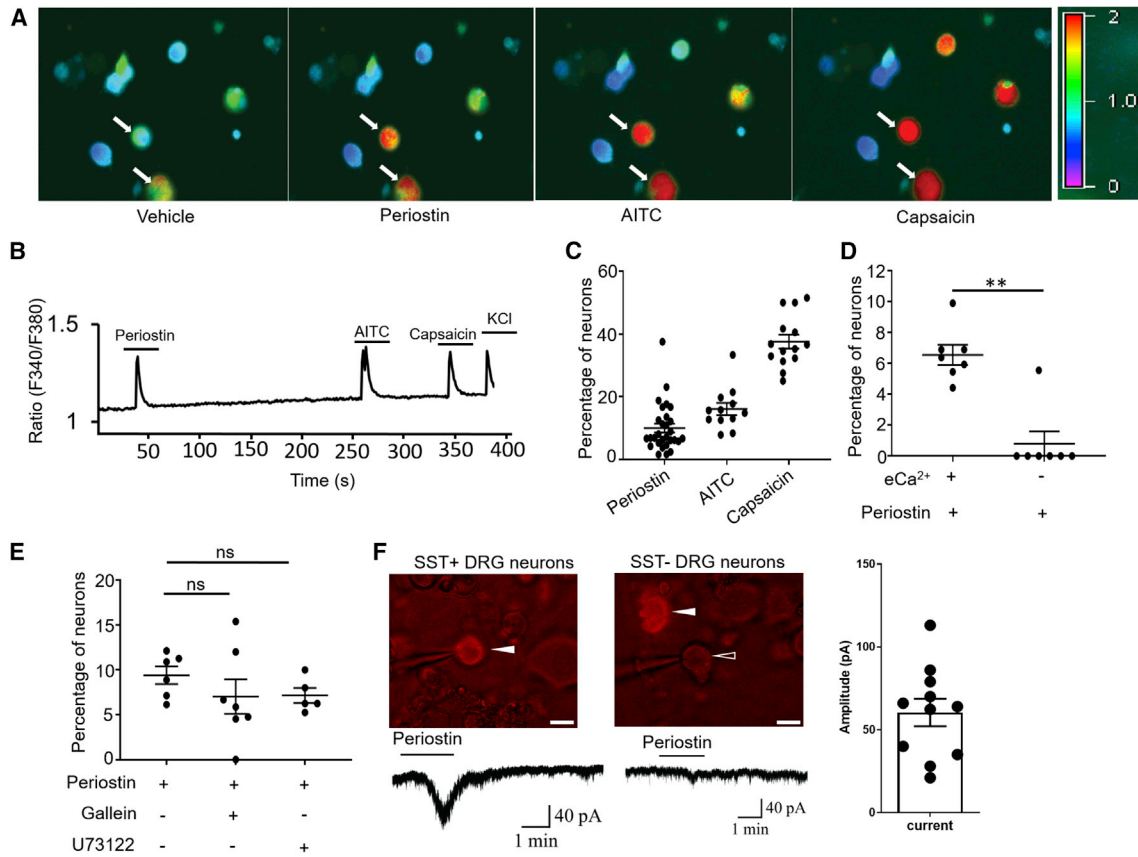 A
Vehicle
Periostin
AITC
Capsaicin
2
1.0
0
B
Ratio (F340/F380)
1.5
1
Periostin
AITC
Capsaicin
KCl
50
100
150
200
250
300
350
400
Time (s)
C
Percentage of neurons
60
40
20
0
Periostin
AITC
Capsaicin
D
Percentage of neurons
12
10
8
6
4
2
0
**
eCa2+ + -
Periostin + +
E
Percentage of neurons
20
15
10
5
0
ns
ns
Periostin + + +
Gallein - + -
U73122 - - +
F
SST+ DRG neurons
SST- DRG neurons
Periostin
40 pA
1 min
Periostin
40 pA
1 min
Amplitude (pA)
150
100
50
0
current